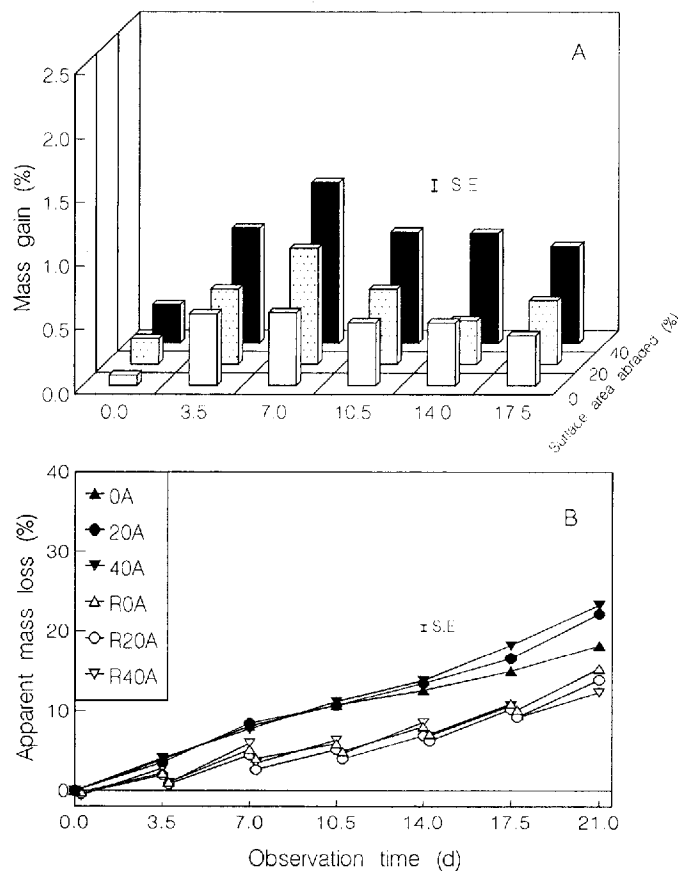 A
2.5
2.0
1.5
1.0
0.5
0.0
Mass gain (%)
S.E
0.0 3.5 7.0 10.5 14.0 17.5
0 20 40
Surface area abraded (%)
B
40
30
20
10
0
Apparent mass loss (%)
0A
20A
40A
R0A
R20A
R40A
S.E
0.0 3.5 7.0 10.5 14.0 17.5 21.0
Observation time (d)